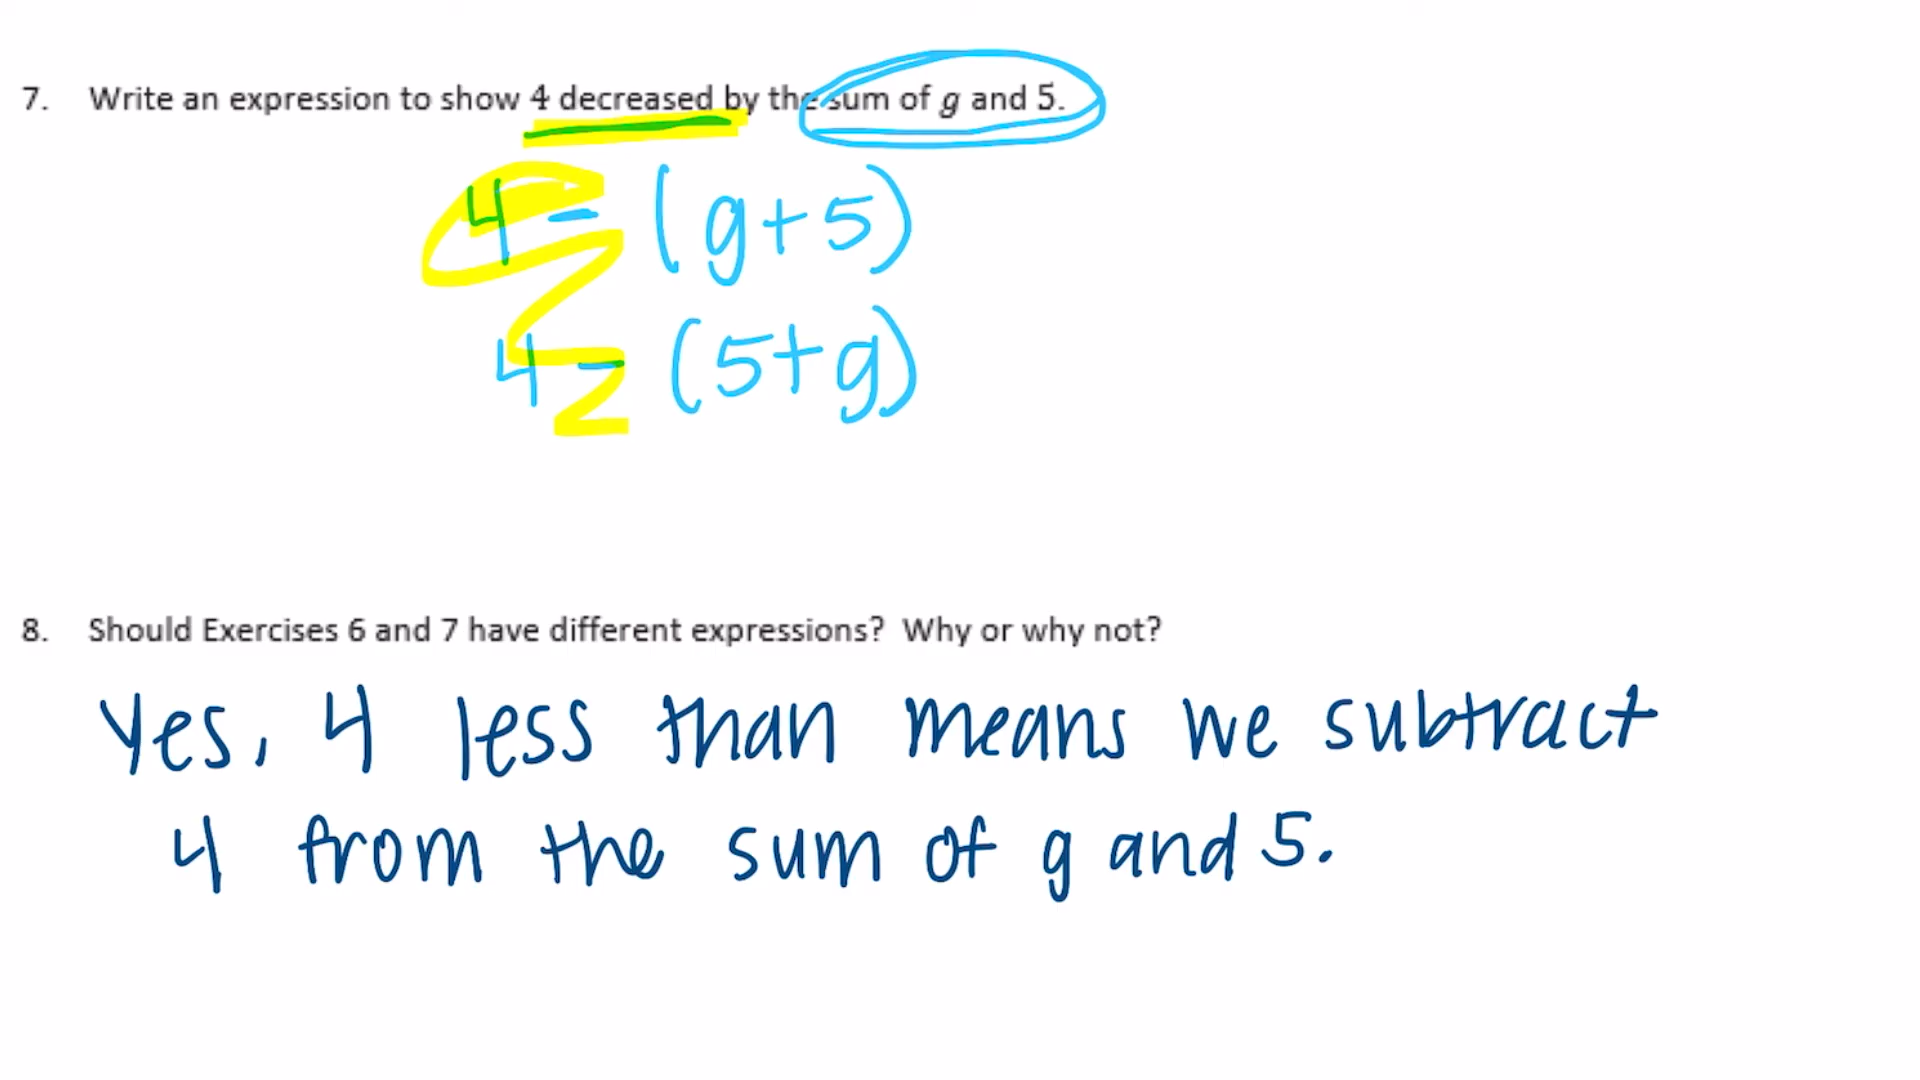 7. Write an expression to show 4 decreased by the sum of g and 5.
4 - (g+5)
4 - (5+g)
8. Should Exercises 6 and 7 have different expressions? Why or why not?
Yes, 4 less than means we subtract
4 from the sum of g and 5.